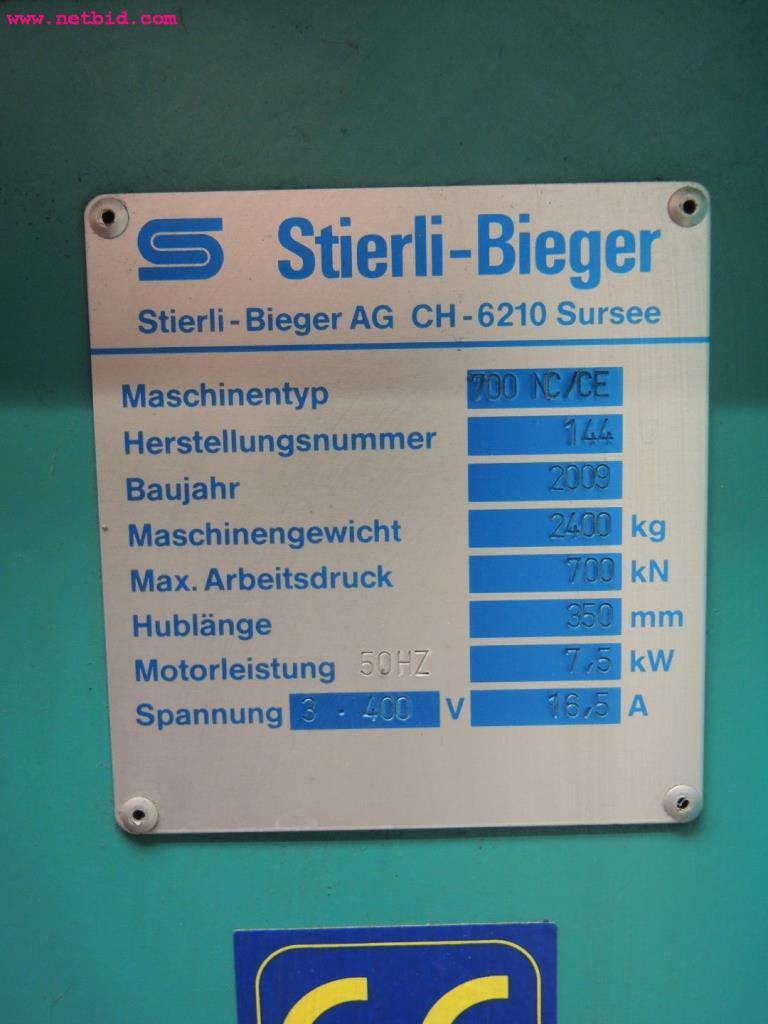 www.netbid.com
S Stierli-Bieger
Stierli-Bieger AG CH-6210 Sursee
Maschinentyp 700 NC/CE
Herstellungsnummer 144
Baujahr 2009
Maschinengewicht 2400 kg
Max. Arbeitsdruck 700 kN
Hublänge 350 mm
Motorleistung 50HZ 7,5 kW
Spannung 3 · 400 V 16,5 A
CE